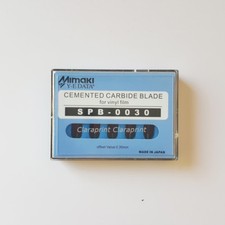 Mimaki
Y-E DATA
CEMENTED CARBIDE BLADE
for vinyl film
SPB-0030
Claraprint Claraprint
MADE IN JAPAN